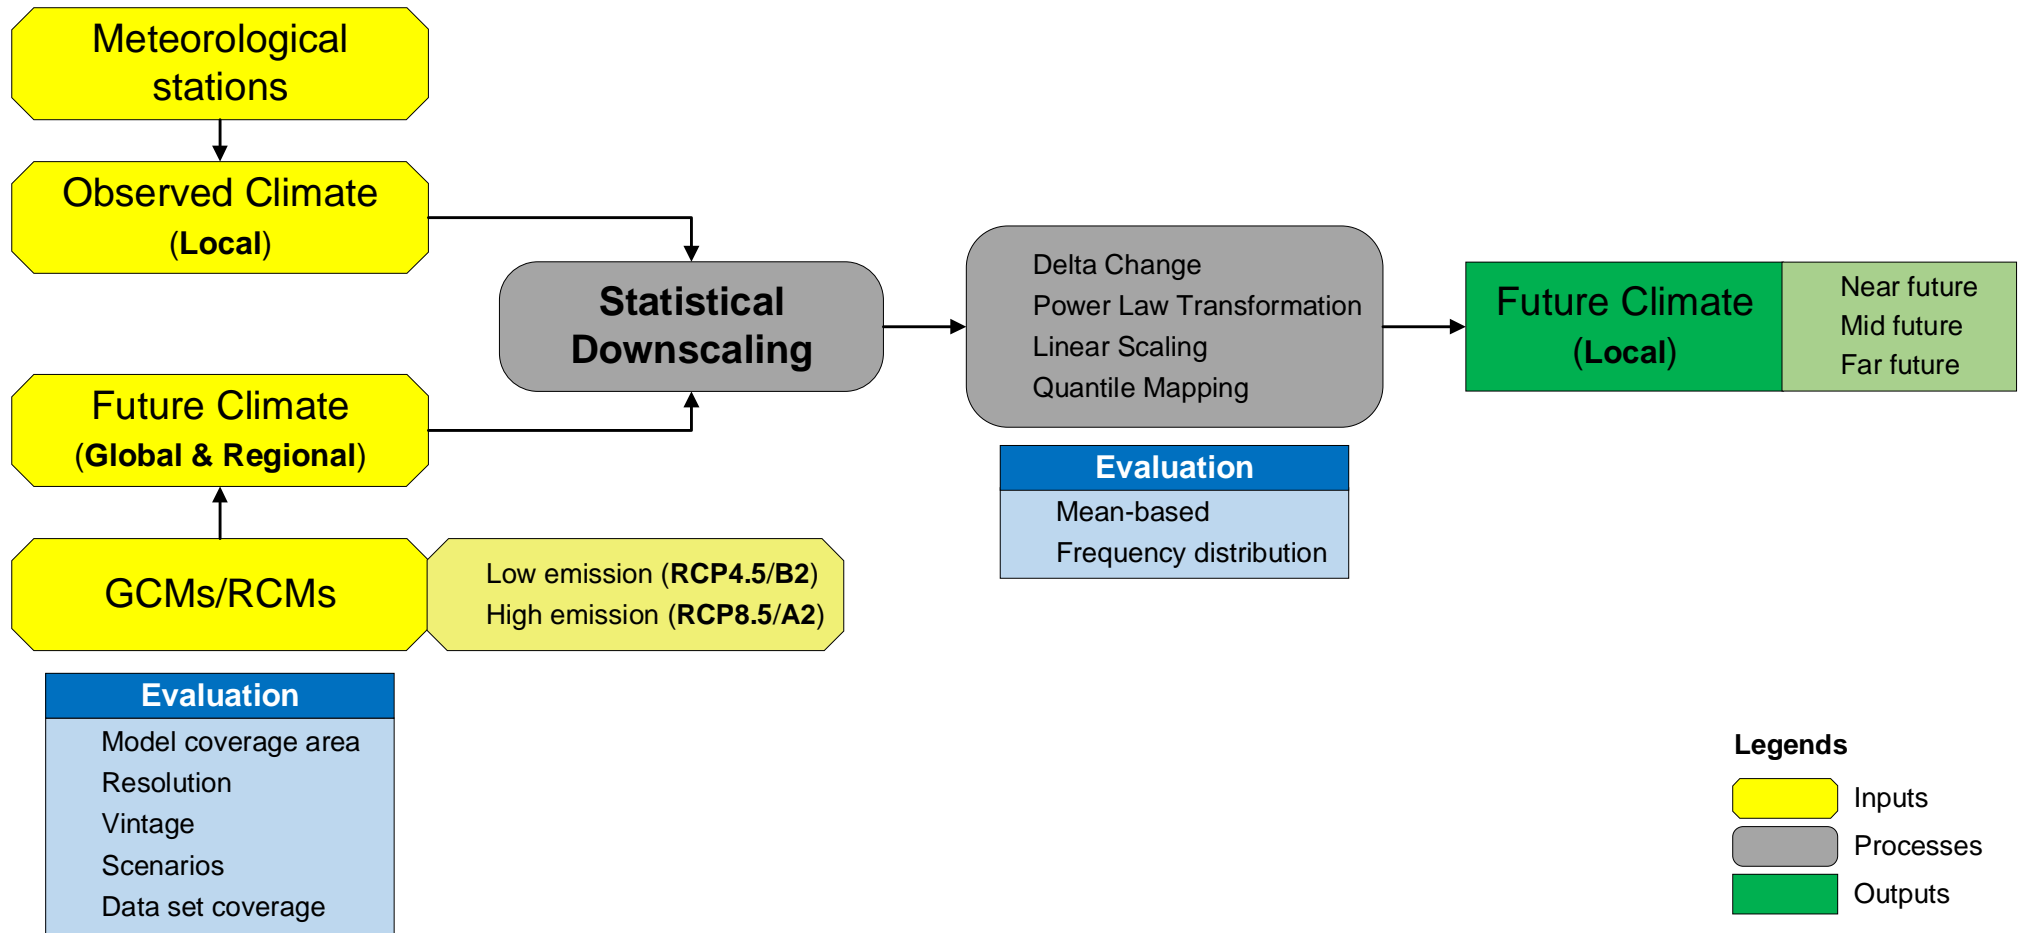 Meteorological
stations
Observed Climate
(Local)
Statistical
Downscaling
Future Climate
(Global & Regional)
GCMs/RCMs
Low emission (RCP4.5/B2)
High emission (RCP8.5/A2)
Evaluation
Model coverage area
Resolution
Vintage
Scenarios
Data set coverage
Delta Change
Power Law Transformation
Linear Scaling
Quantile Mapping
Evaluation
Mean-based
Frequency distribution
Future Climate
(Local)
Near future
Mid future
Far future
Legends
Inputs
Processes
Outputs